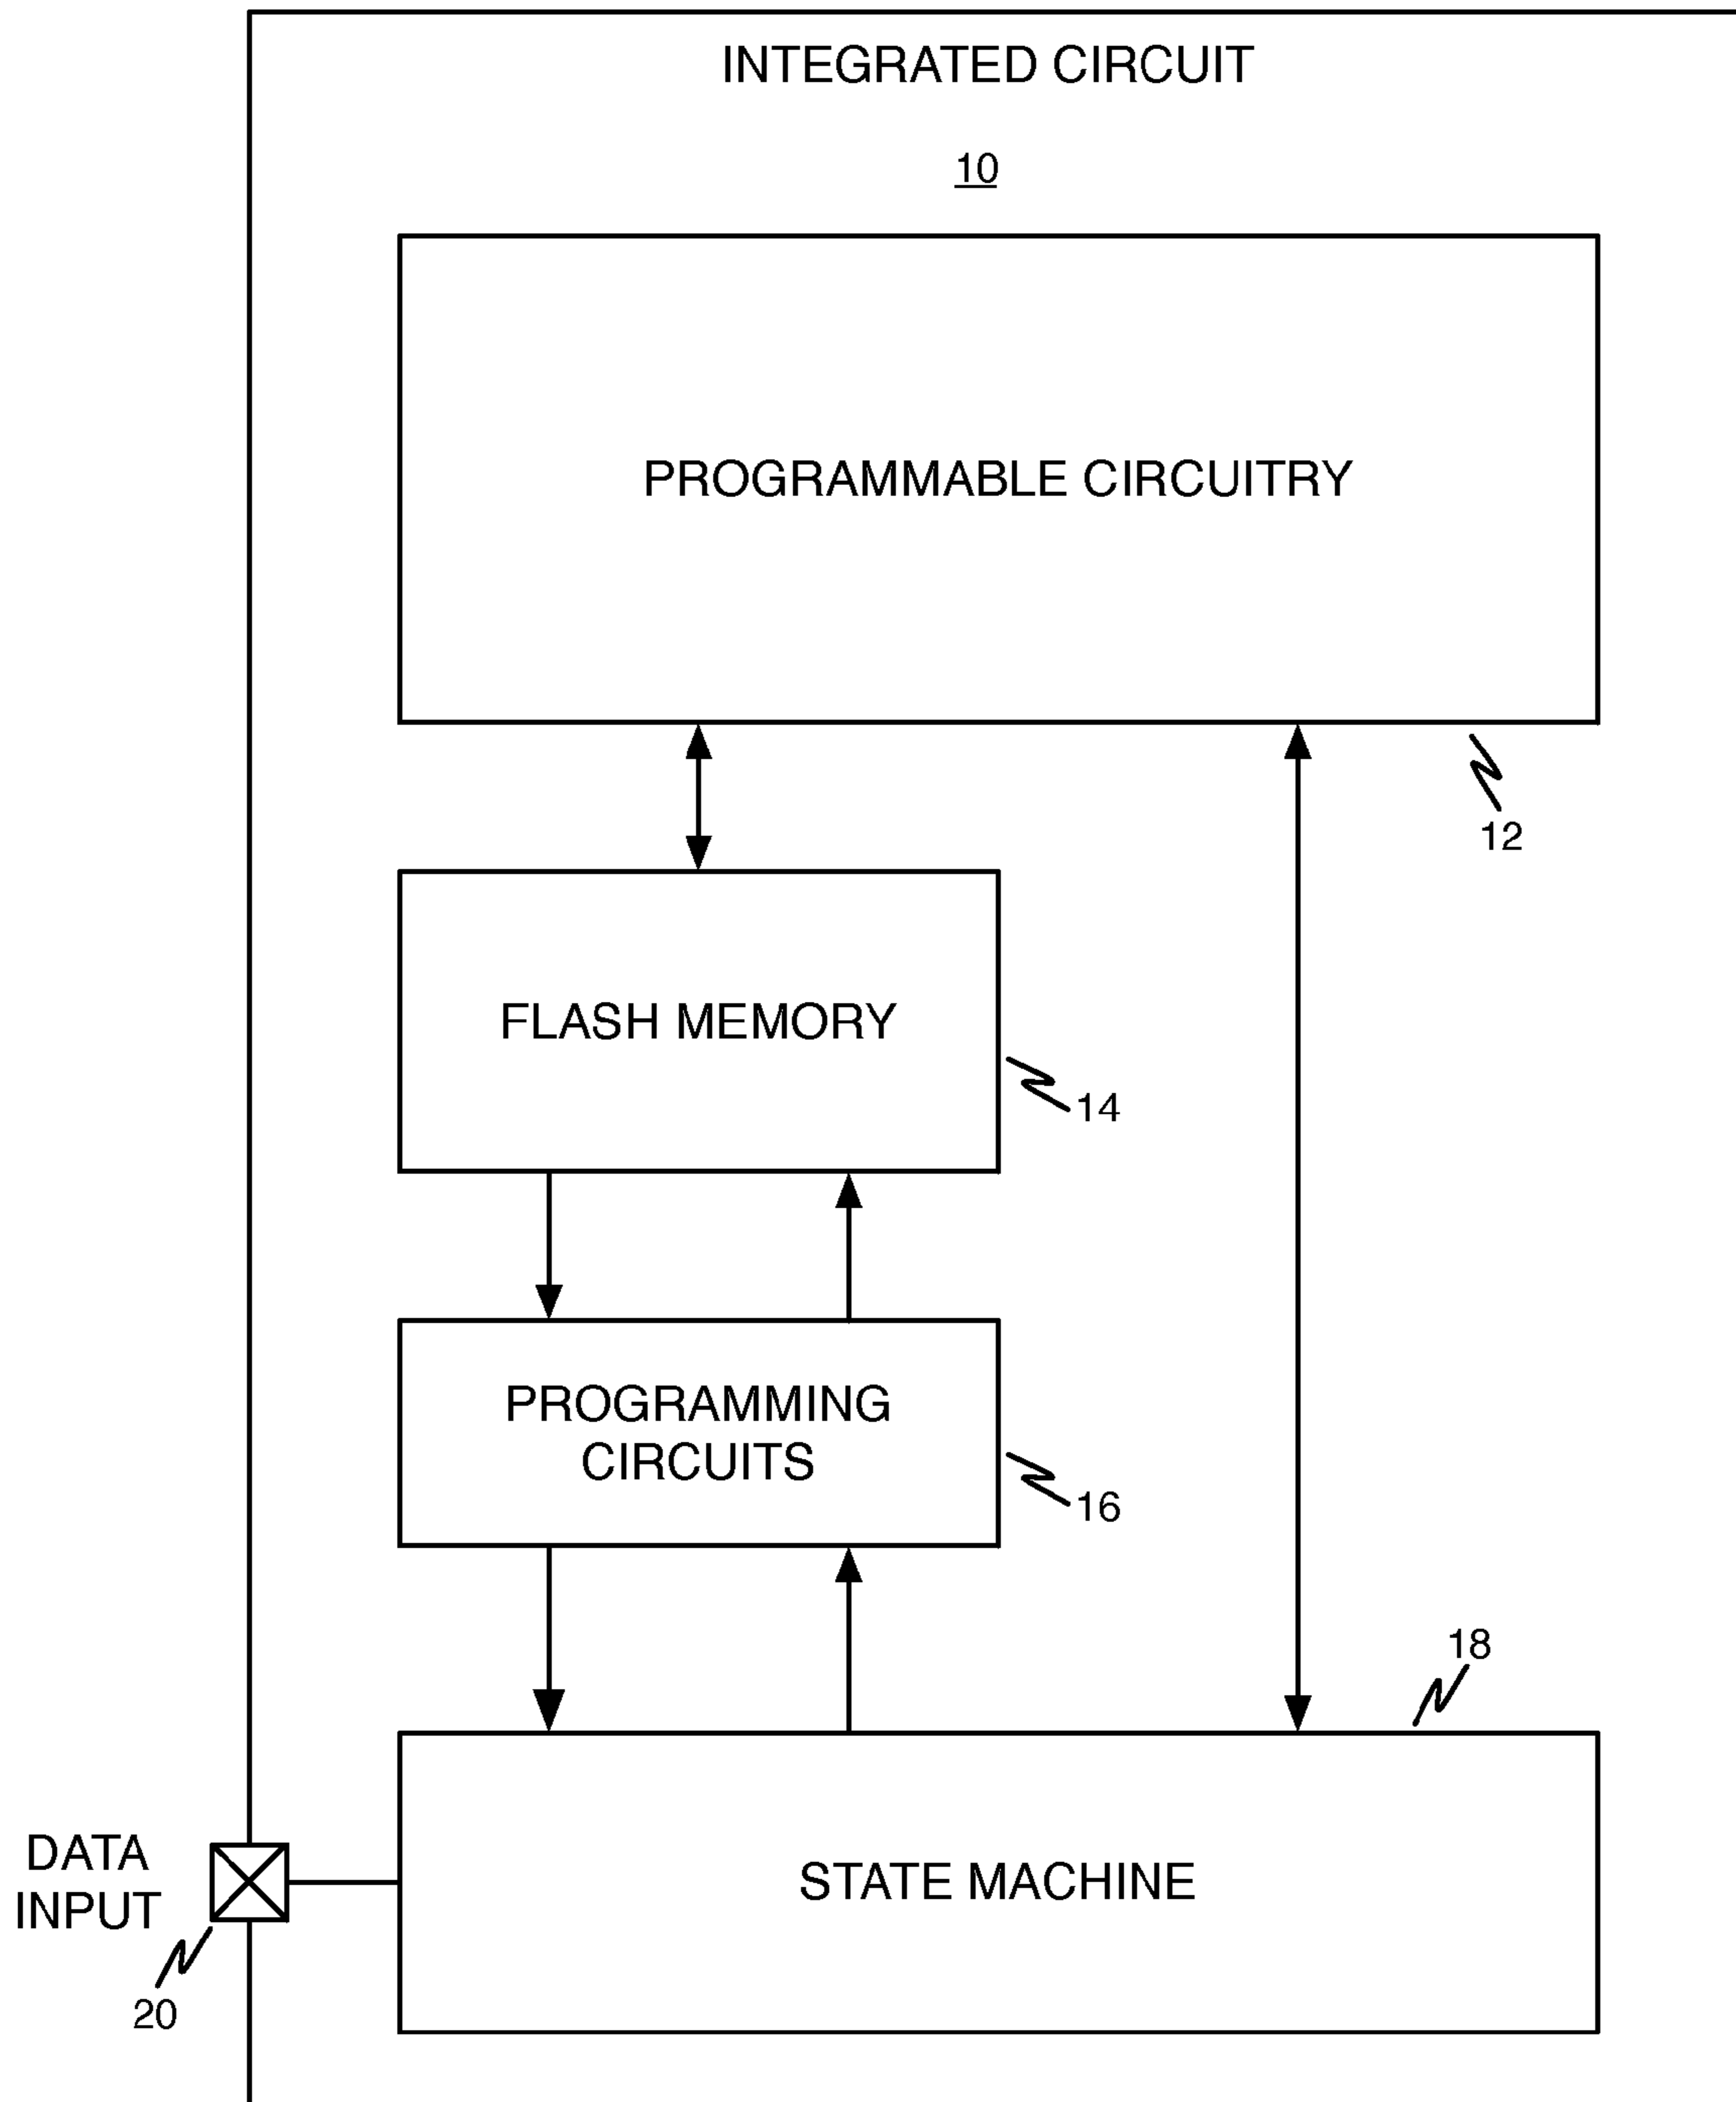 INTEGRATED CIRCUIT
10
PROGRAMMABLE CIRCUITRY
12
FLASH MEMORY
14
PROGRAMMING
CIRCUITS
16
18
DATA
INPUT
STATE MACHINE
20